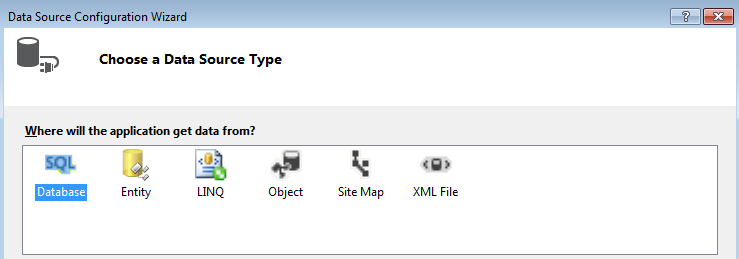 Data Source Configuration Wizard
?
Choose a Data Source Type
Where will the application get data from?
SQL
Database Entity LINQ Object Site Map XML File